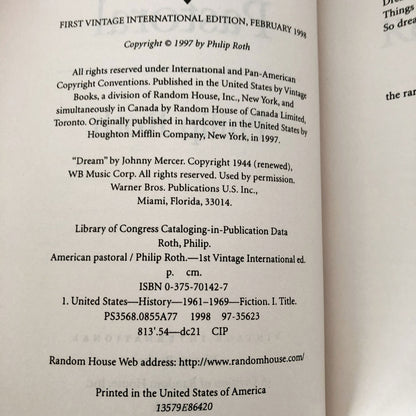 FIRST VINTAGE INTERNATIONAL EDITION, FEBRUARY 1998
Copyright © 1997 by Philip Roth
All rights reserved under International and Pan-American
Copyright Conventions. Published in the United States by Vintage
Books, a division of Random House, Inc., New York, and
simultaneously in Canada by Random House of Canada Limited,
Toronto. Originally published in hardcover in the United States by
Houghton Mifflin Company, New York, in 1997.
"Dream" by Johnny Mercer. Copyright 1944 (renewed),
WB Music Corp. All rights reserved. Used by permission.
Warner Bros. Publications U.S. Inc.,
Miami, Florida, 33014.
Library of Congress Cataloging-in-Publication Data
Roth, Philip.
American pastoral / Philip Roth.—1st Vintage International ed.
p. cm.
ISBN 0-375-70142-7
1. United States—History—1961–1969—Fiction. I. Title.
PS3568.0855A77 1998 97-35623
813'.54—dc21 CIP
Random House Web address: http://www.randomhouse.com/
Printed in the United States of America
13579E86420
Things
So drea
the ran